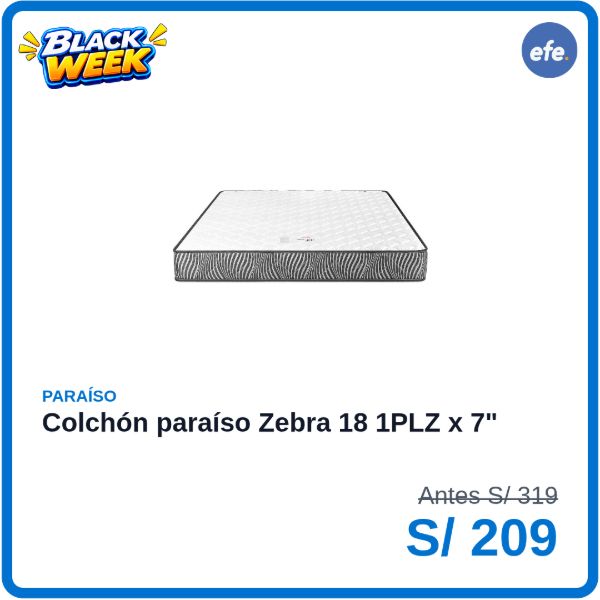 BLACK
WEEK
efe.
PARAÍSO
Colchón paraíso Zebra 18 1PLZ x 7"
Antes S/ 319
S/ 209